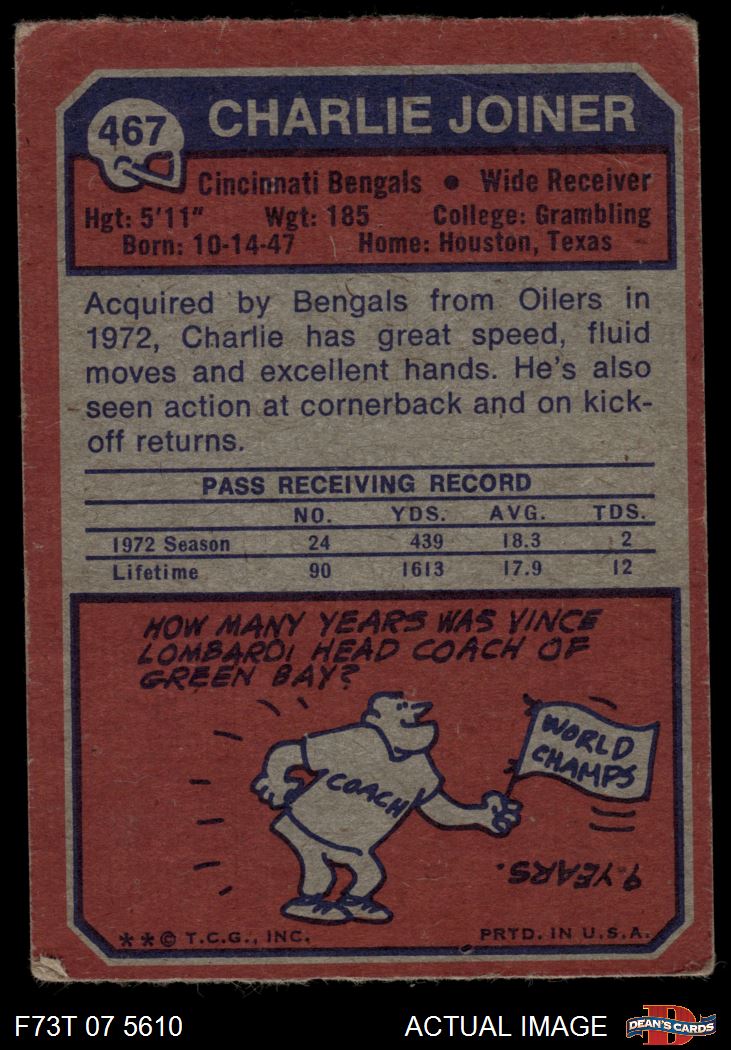 467
CHARLIE JOINER
Cincinnati Bengals • Wide Receiver
Hgt: 5'11" Wgt: 185 College: Grambling
Born: 10-14-47 Home: Houston, Texas
Acquired by Bengals from Oilers in
1972, Charlie has great speed, fluid
moves and excellent hands. He's also
seen action at cornerback and on kick-
off returns.
PASS RECEIVING RECORD
NO. YDS. AVG. TDS.
1972 Season 24 439 18.3 2
Lifetime 90 1613 17.9 12
HOW MANY YEARS WAS VINCE
LOMBARDI HEAD COACH OF
GREEN BAY?
WORLD
CHAMPS
COACH
9 YEARS.
**© T.C.G., INC. PRTD. IN U.S.A.
F73T 07 5610 ACTUAL IMAGE
D
DEAN'S CARDS